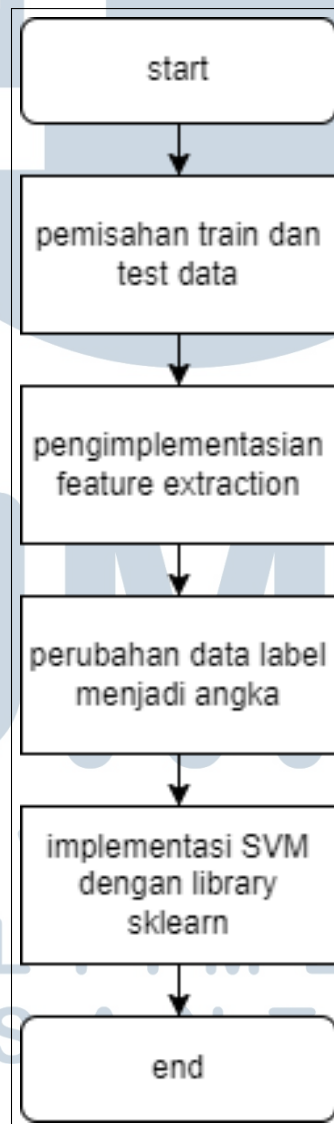 start
pemisahan train dan
test data
pengimplementasian
feature extraction
perubahan data label
menjadi angka
implementasi SVM
dengan library
sklearn
end